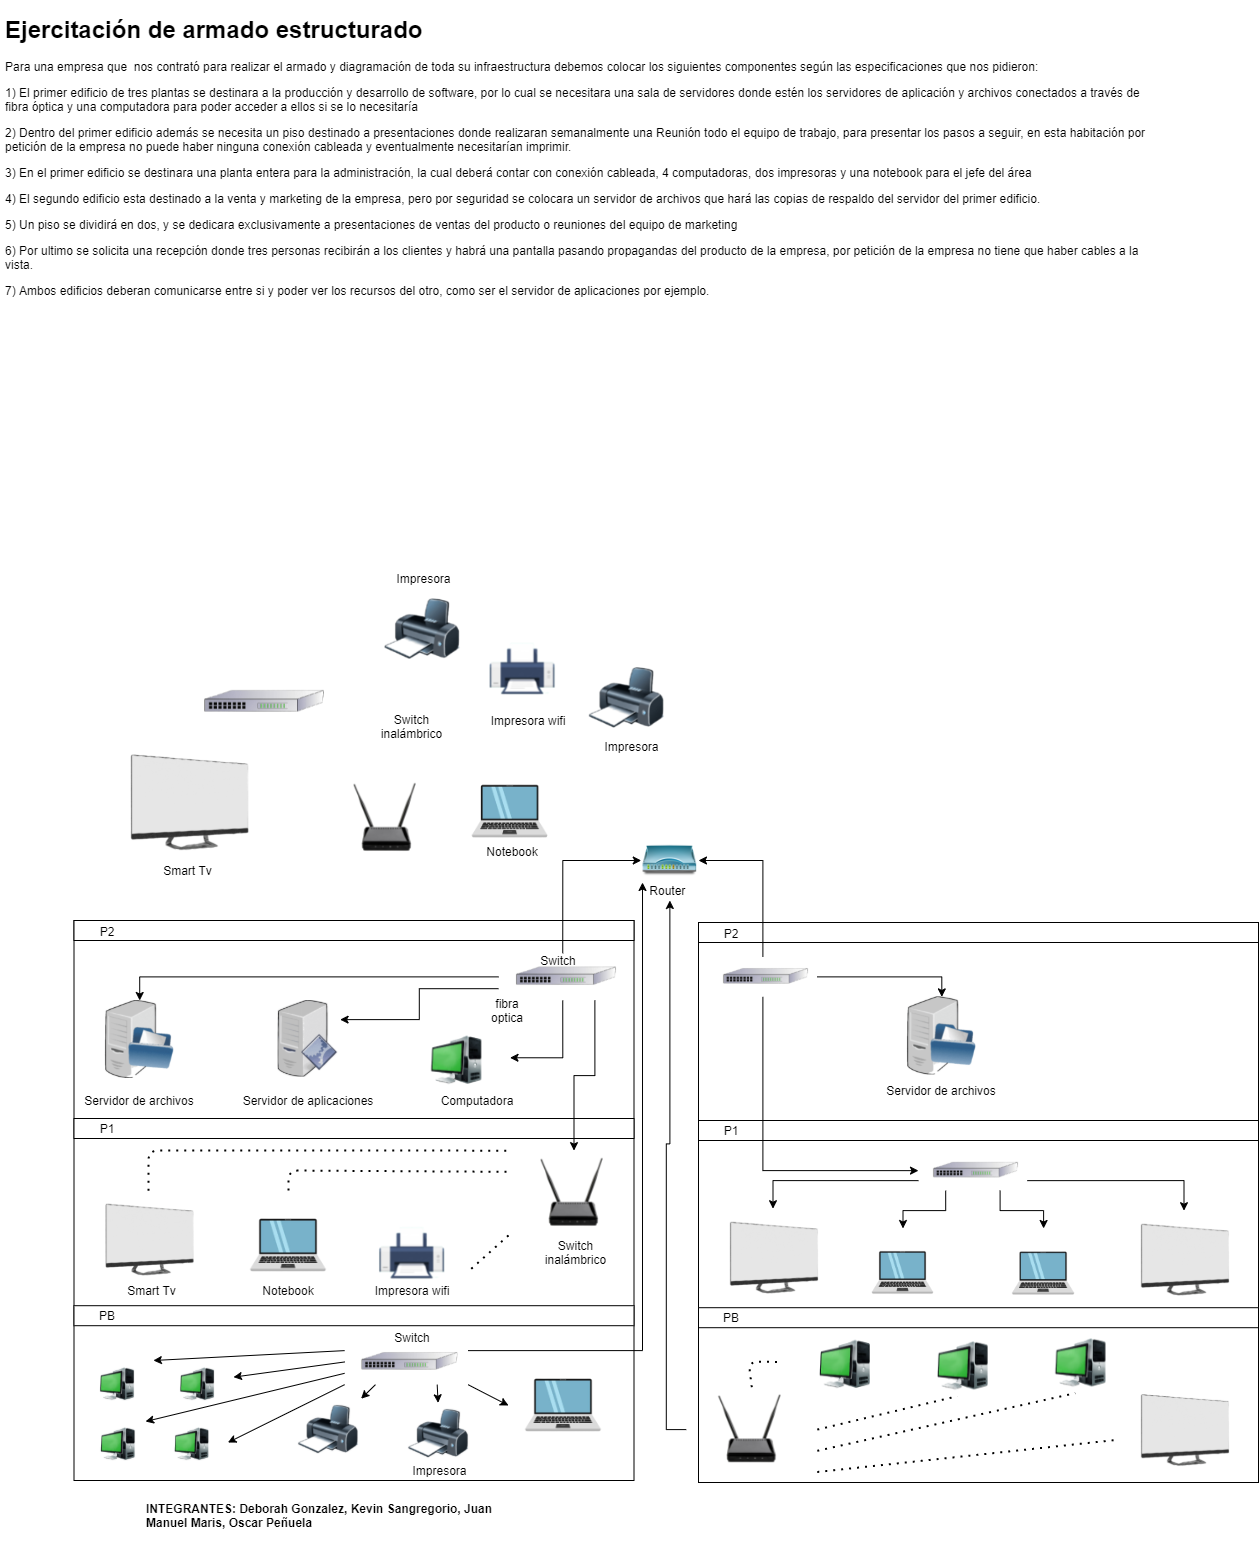 Ejercitación de armado estructurado
Para una empresa que  nos contrató para realizar el armado y diagramación de toda su infraestructura debemos colocar los siguientes componentes según las especificaciones que nos pidieron:
1) El primer edificio de tres plantas se destinara a la producción y desarrollo de software, por lo cual se necesitara una sala de servidores donde estén los servidores de aplicación y archivos conectados a través de
fibra óptica y una computadora para poder acceder a ellos si se lo necesitaría
2) Dentro del primer edificio además se necesita un piso destinado a presentaciones donde realizaran semanalmente una Reunión todo el equipo de trabajo, para presentar los pasos a seguir, en esta habitación por
petición de la empresa no puede haber ninguna conexión cableada y eventualmente necesitarían imprimir.
3) En el primer edificio se destinara una planta entera para la administración, la cual deberá contar con conexión cableada, 4 computadoras, dos impresoras y una notebook para el jefe del área
4) El segundo edificio esta destinado a la venta y marketing de la empresa, pero por seguridad se colocara un servidor de archivos que hará las copias de respaldo del servidor del primer edificio.
5) Un piso se dividirá en dos, y se dedicara exclusivamente a presentaciones de ventas del producto o reuniones del equipo de marketing
6) Por ultimo se solicita una recepción donde tres personas recibirán a los clientes y habrá una pantalla pasando propagandas del producto de la empresa, por petición de la empresa no tiene que haber cables a la
vista.
7) Ambos edificios deberan comunicarse entre si y poder ver los recursos del otro, como ser el servidor de aplicaciones por ejemplo.
Impresora
Switch
inalámbrico
Impresora wifi
Impresora
Smart Tv
Notebook
Router
P2
Switch
fibra
optica
Servidor de archivos
Servidor de aplicaciones
Computadora
P1
Switch
inalámbrico
Smart Tv
Notebook
Impresora wifi
PB
Switch
Impresora
P2
Servidor de archivos
P1
PB
INTEGRANTES: Deborah Gonzalez, Kevin Sangregorio, Juan
Manuel Maris, Oscar Peñuela